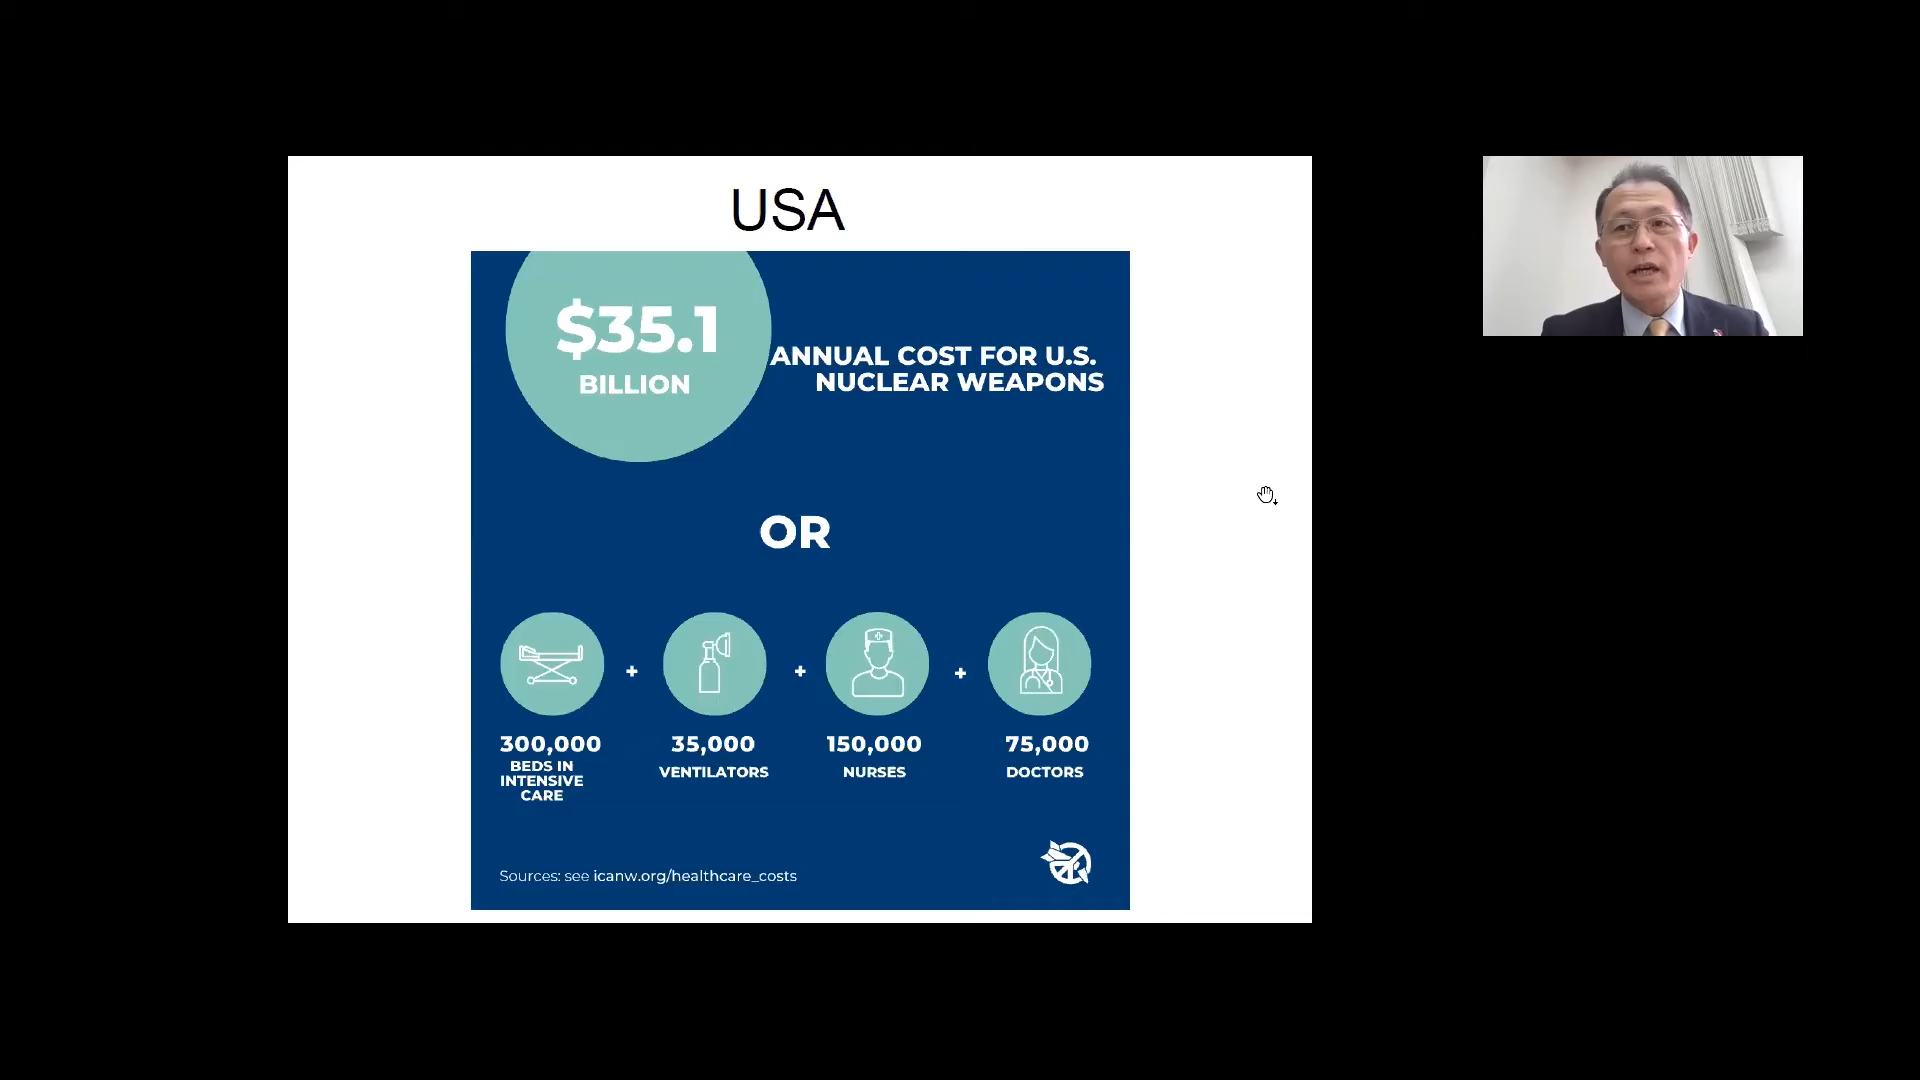 USA
$35.1
BILLION
ANNUAL COST FOR U.S.
NUCLEAR WEAPONS
OR
+
+
+
300,000
BEDS IN
INTENSIVE
CARE
35,000
VENTILATORS
150,000
NURSES
75,000
DOCTORS
Sources: see icanw.org/healthcare_costs